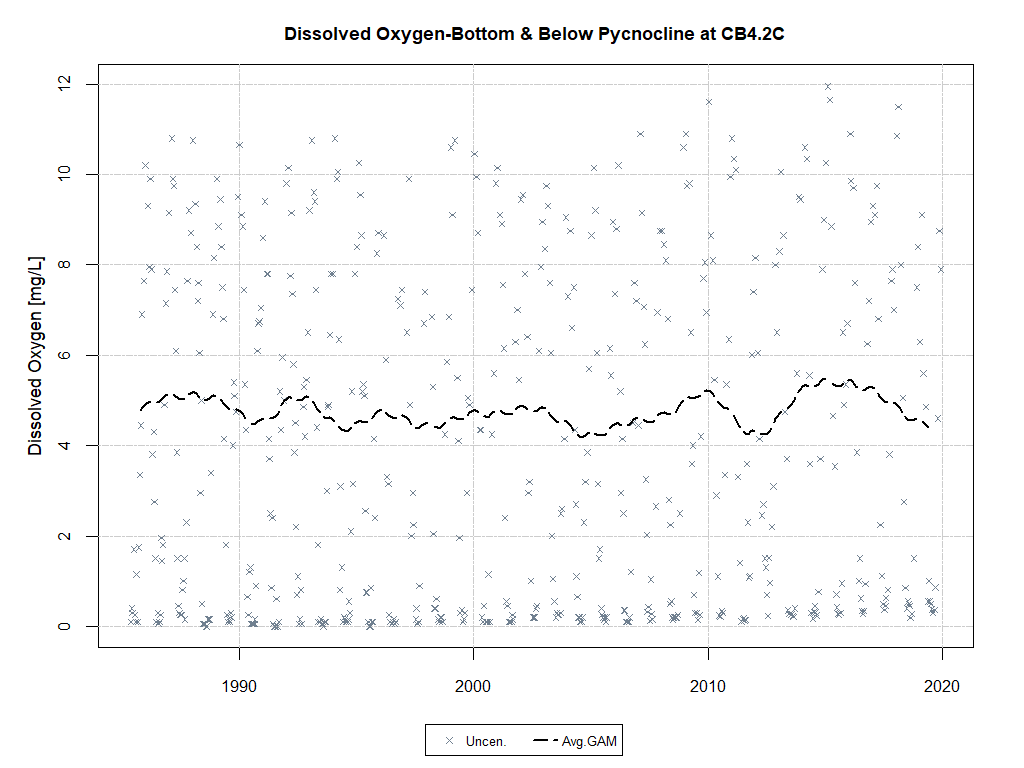 Dissolved Oxygen-Bottom & Below Pycnocline at CB4.2C
Dissolved Oxygen [mg/L]
12
10
8
6
4
2
0
1990
2000
2010
2020
Uncen.
Avg.GAM